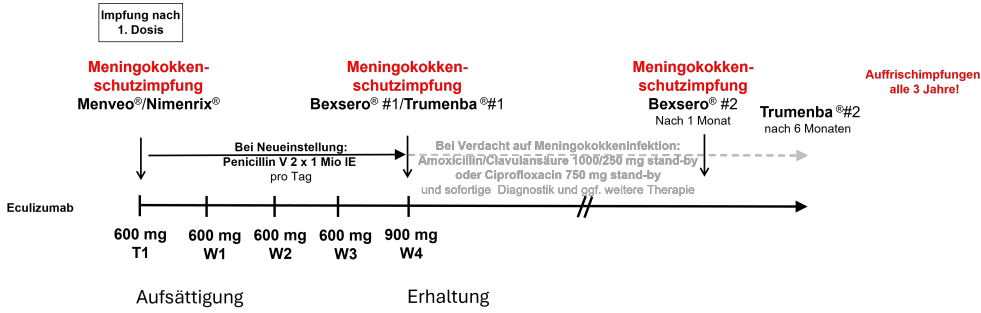 Impfung nach
1. Dosis
Meningokokken-
schutzimpfung
Menveo®/Nimenrix®
Meningokokken-
schutzimpfung
Bexsero® #1/Trumenba ®#1
Meningokokken-
schutzimpfung
Bexsero® #2
Nach 1 Monat
Trumenba ®#2
nach 6 Monaten
Auffrischimpfungen
alle 3 Jahre!
Bei Neueinstellung:
Penicillin V 2 x 1 Mio IE
pro Tag
Bei Verdacht auf Meningokokkeninfektion:
Amoxicillin/Clavulansäure 1000/250 mg stand-by
oder Ciprofloxacin 750 mg stand-by
und sofortige Diagnostik und ggf. weitere Therapie
Eculizumab
600 mg
T1
600 mg
W1
600 mg
W2
600 mg
W3
900 mg
W4
Aufsättigung
Erhaltung